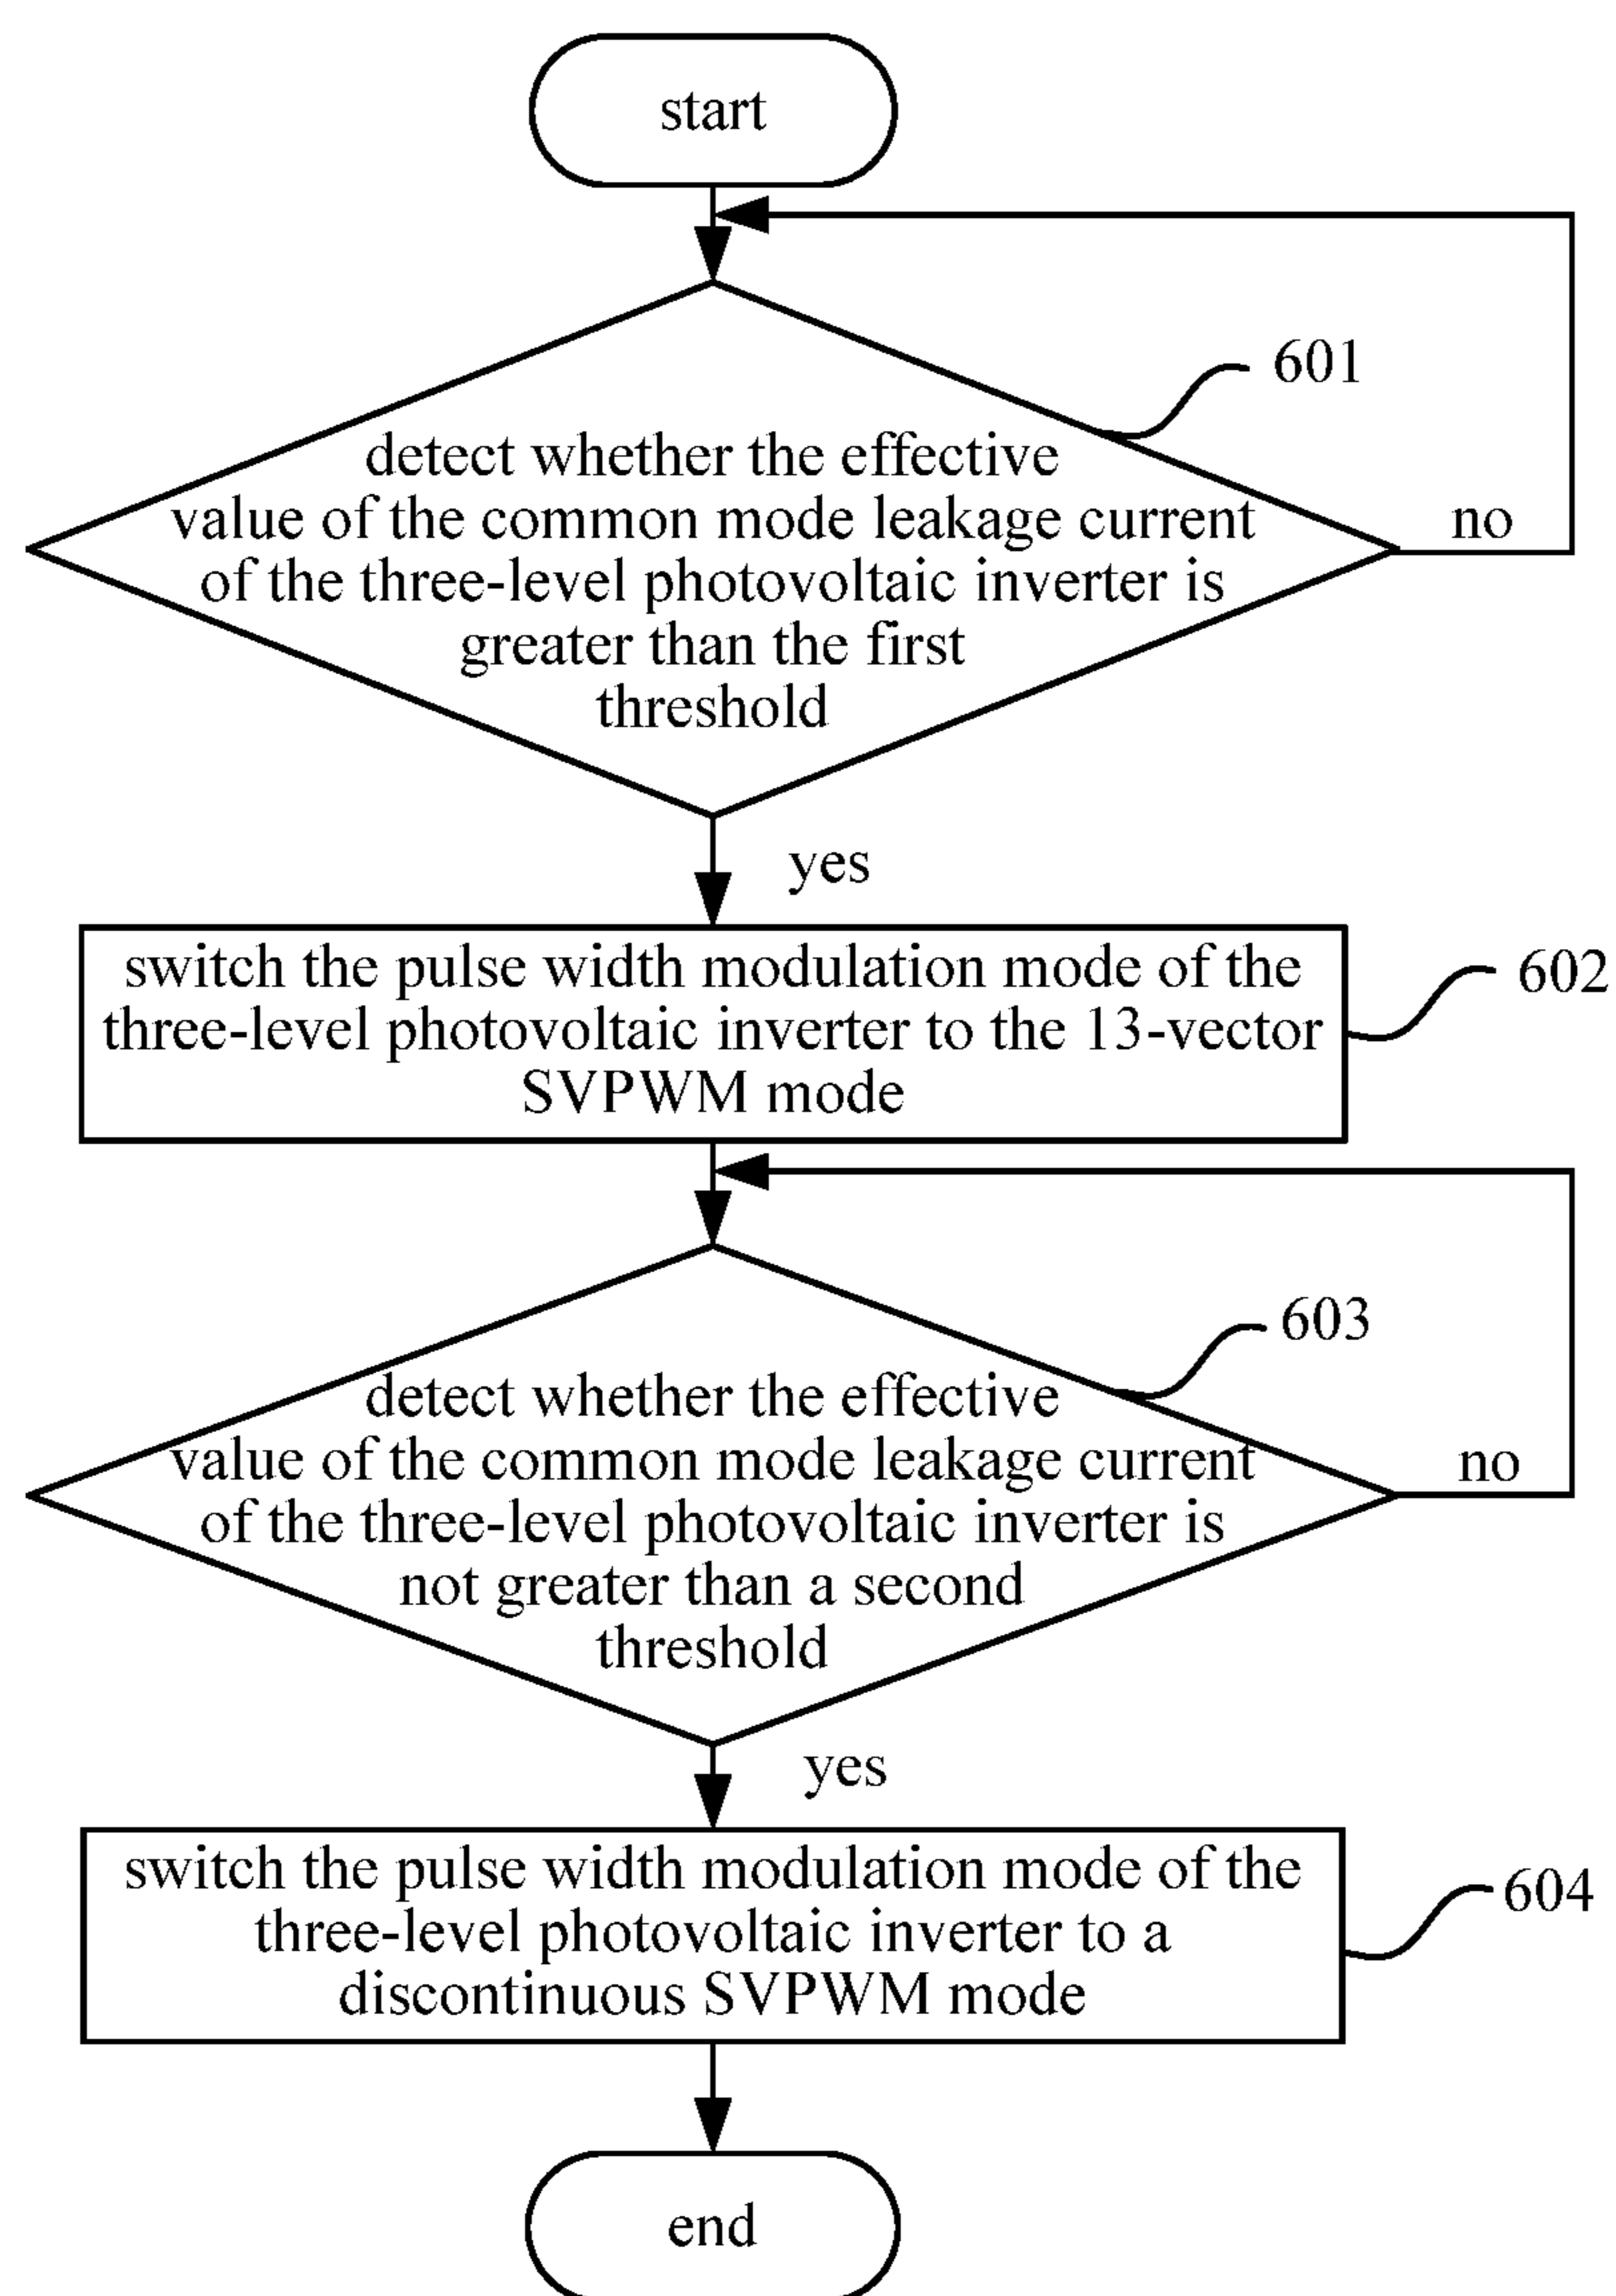 start
601
detect whether the effective
value of the common mode leakage current
of the three-level photovoltaic inverter is
greater than the first
threshold
no
yes
switch the pulse width modulation mode of the
three-level photovoltaic inverter to the 13-vector
SVPWM mode
602
603
detect whether the effective
value of the common mode leakage current
of the three-level photovoltaic inverter is
not greater than a second
threshold
no
yes
switch the pulse width modulation mode of the
three-level photovoltaic inverter to a
discontinuous SVPWM mode
604
end